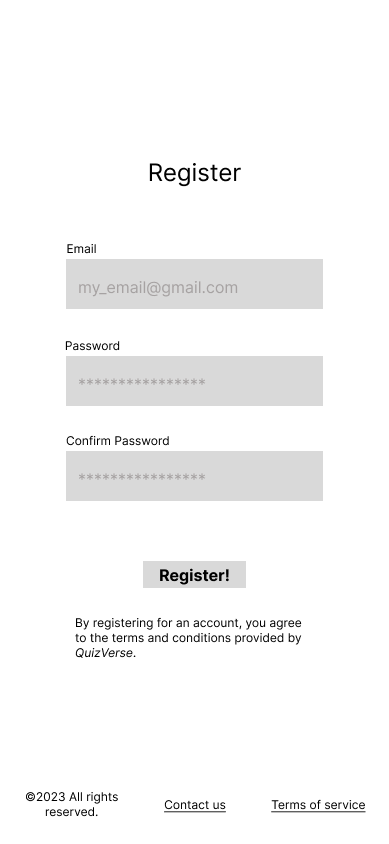 Register
Email
my_email@gmail.com
Password
****************
Confirm Password
****************
Register!
By registering for an account, you agree
to the terms and conditions provided by
QuizVerse.
©2023 All rights
reserved.
Contact us
Terms of service